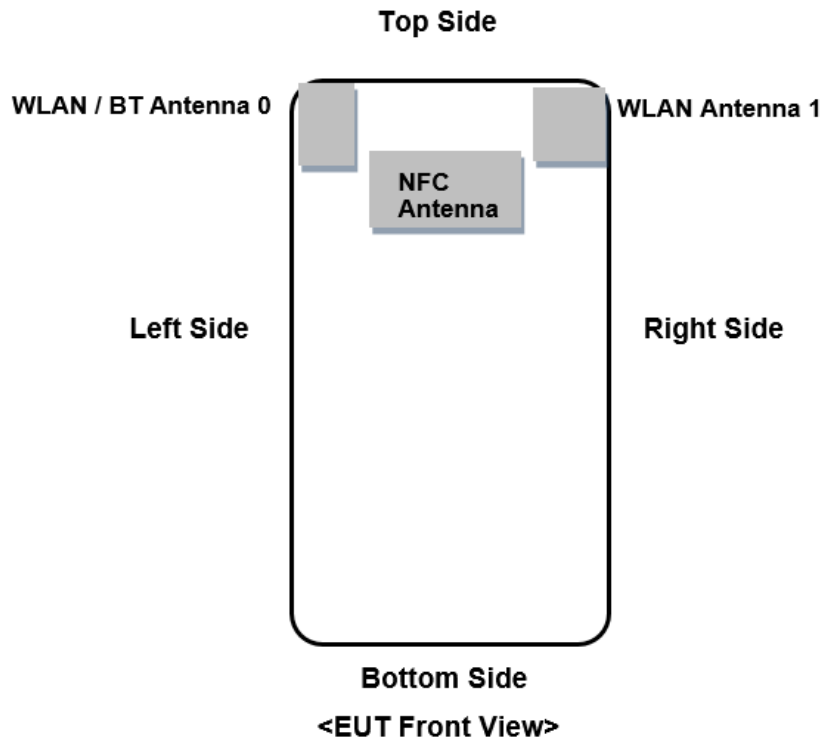 Top Side
WLAN / BT Antenna 0
WLAN Antenna 1
NFC
Antenna
Left Side
Right Side
Bottom Side
<EUT Front View>